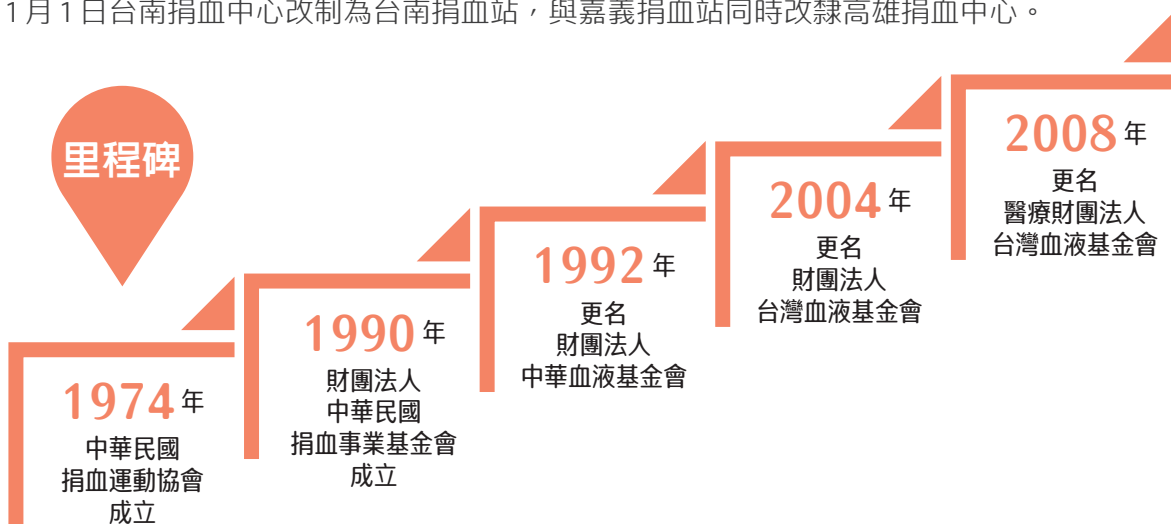 1月1日台南捐血中心改制為台南捐血站，與嘉義捐血站同時改隸高雄捐血中心。
里程碑
1974年
中華民國
捐血運動協會
成立
1990年
財團法人
中華民國
捐血事業基金會
成立
1992年
更名
財團法人
中華血液基金會
2004年
更名
財團法人
台灣血液基金會
2008年
更名
醫療財團法人
台灣血液基金會